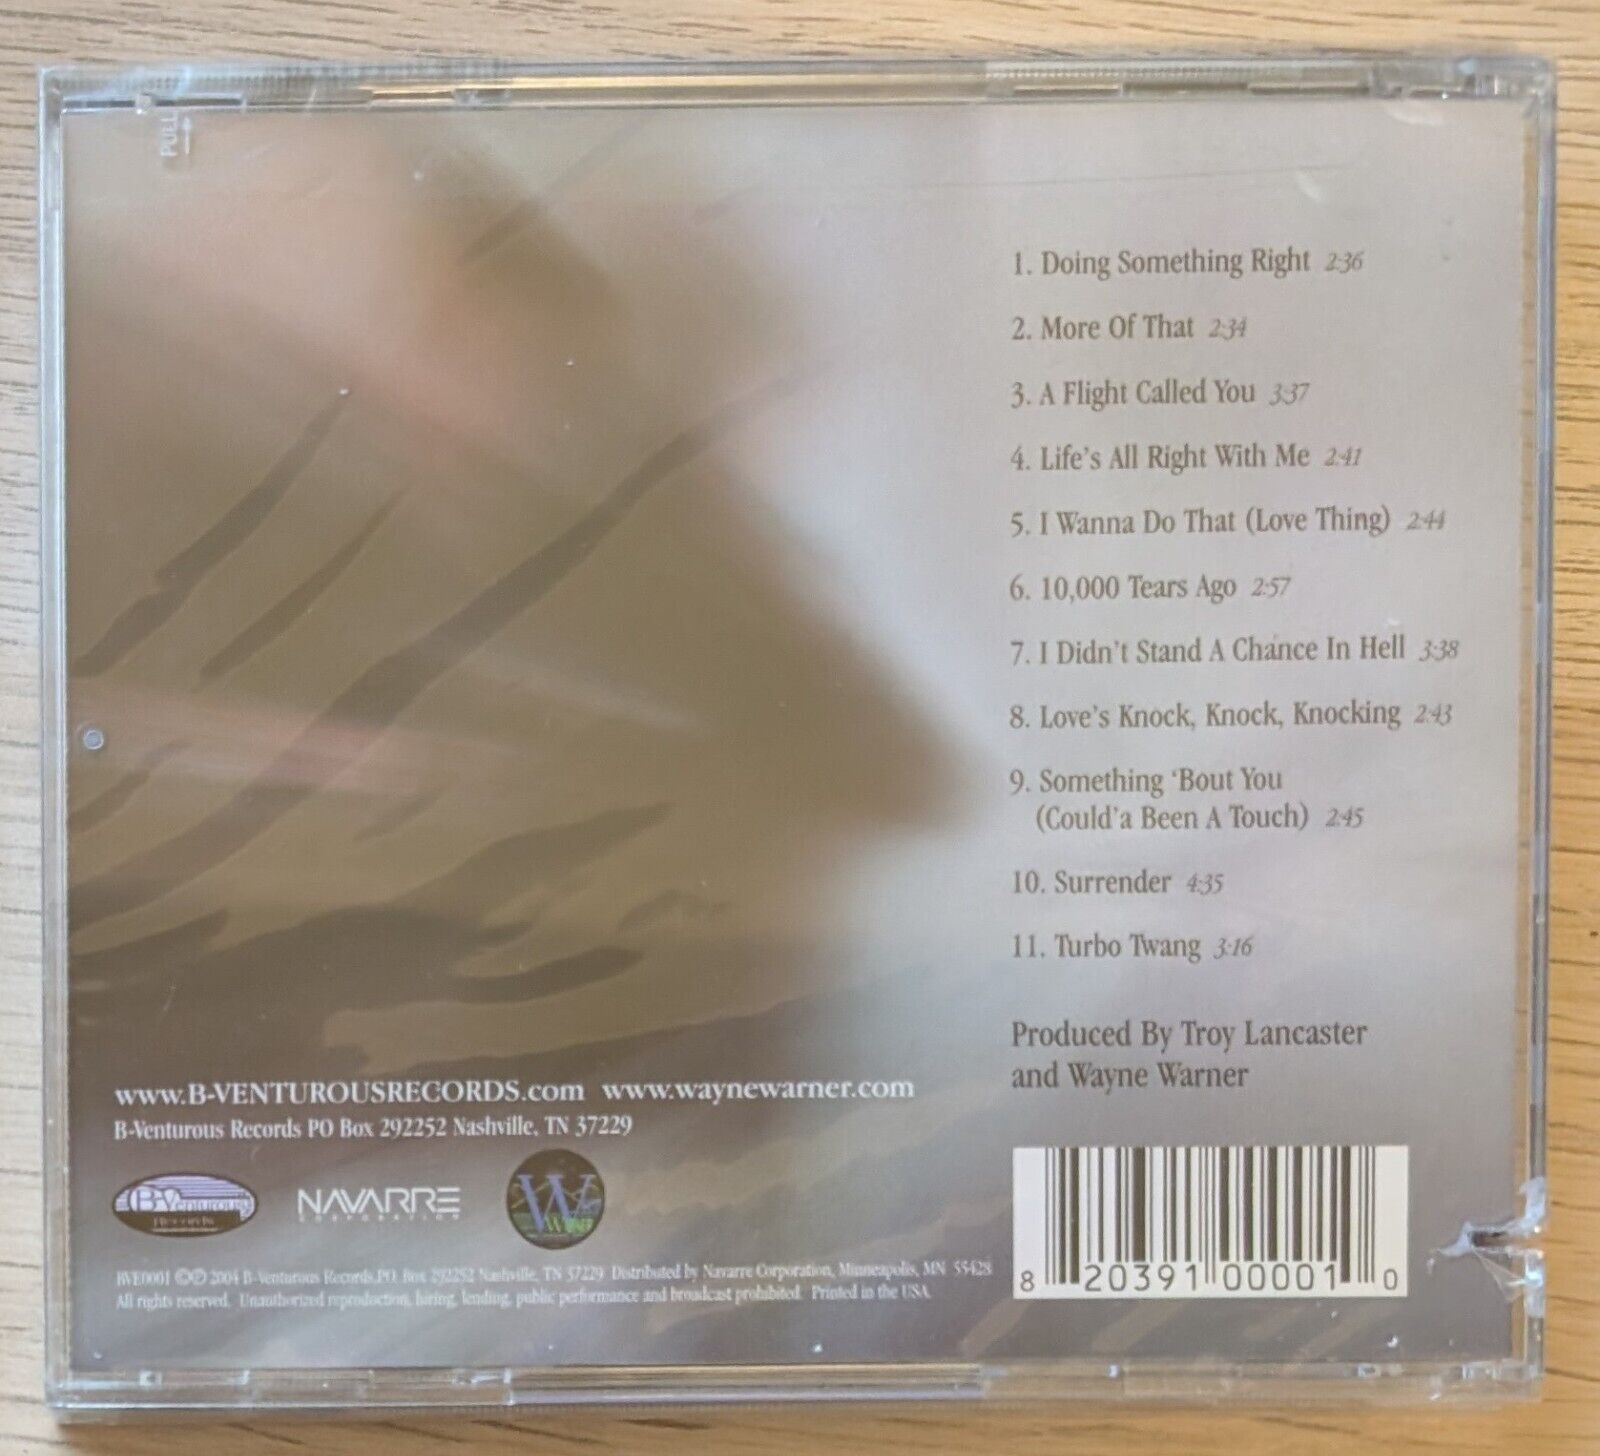 PULL
1. Doing Something Right 2:36
2. More Of That 2:34
3. A Flight Called You 3:37
4. Life's All Right With Me 2:41
5. I Wanna Do That (Love Thing) 2:44
6. 10,000 Tears Ago 2:57
7. I Didn't Stand A Chance In Hell 3:38
8. Love's Knock, Knock, Knocking 2:43
9. Something 'Bout You
(Could'a Been A Touch) 2:45
10. Surrender 4:35
11. Turbo Twang 3:16
Produced By Troy Lancaster
and Wayne Warner
www.B-VENTUROUSRECORDS.com www.waynewarner.com
B-Venturous Records PO Box 292252 Nashville, TN 37229
B-Venturous
RECORDS
NAVARRE
CORPORATION
W
WARNER
BVE0001 ©℗ 2004 B-Venturous Records,P.O. Box 292252 Nashville, TN 37229 Distributed by Navarre Corporation, Minneapolis, MN 55428
All rights reserved. Unauthorized reproduction, hiring, lending, public performance and broadcast prohibited. Printed in the USA
8 20391 00001 0